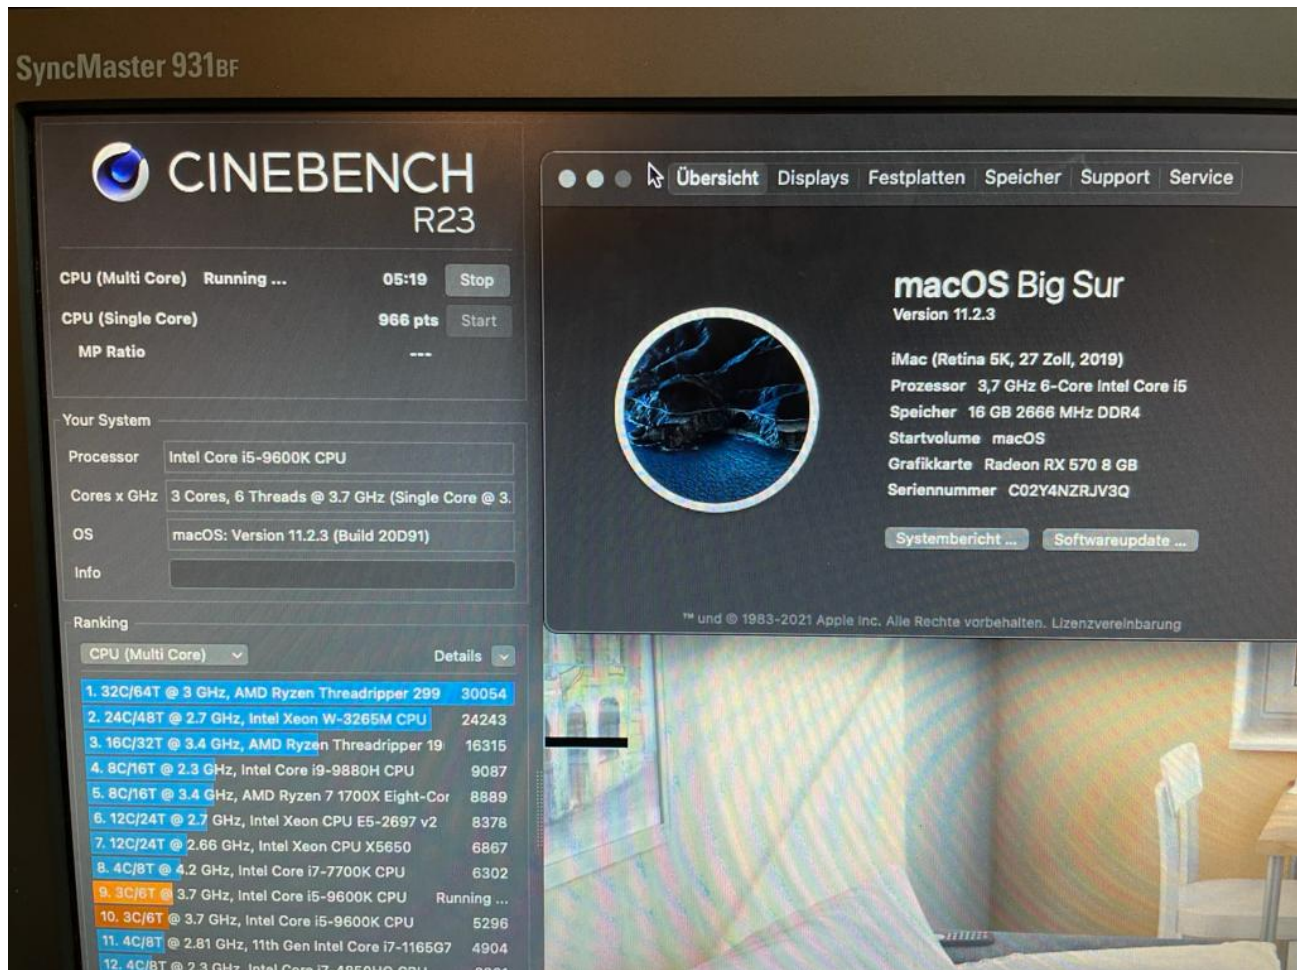 SyncMaster 931BF
CINEBENCH
R23
CPU (Multi Core) Running ... 05:19 Stop
CPU (Single Core) 966 pts Start
MP Ratio ---
Your System
Processor Intel Core i5-9600K CPU
Cores x GHz 3 Cores, 6 Threads @ 3.7 GHz (Single Core @ 3.
OS macOS: Version 11.2.3 (Build 20D91)
Info
Ranking
CPU (Multi Core) Details
1. 32C/64T @ 3 GHz, AMD Ryzen Threadripper 299 30054
2. 24C/48T @ 2.7 GHz, Intel Xeon W-3265M CPU 24243
3. 16C/32T @ 3.4 GHz, AMD Ryzen Threadripper 19 16315
4. 8C/16T @ 2.3 GHz, Intel Core i9-9880H CPU 9087
5. 8C/16T @ 3.4 GHz, AMD Ryzen 7 1700X Eight-Cor 8889
6. 12C/24T @ 2.7 GHz, Intel Xeon CPU E5-2697 v2 8378
7. 12C/24T @ 2.66 GHz, Intel Xeon CPU X5650 6867
8. 4C/8T @ 4.2 GHz, Intel Core i7-7700K CPU 6302
9. 3C/6T @ 3.7 GHz, Intel Core i5-9600K CPU Running ...
10. 3C/6T @ 3.7 GHz, Intel Core i5-9600K CPU 5296
11. 4C/8T @ 2.81 GHz, 11th Gen Intel Core i7-1165G7 4904
12. 4C/8T @ 2.3 GHz, Intel Core i7-4850HQ CPU
Übersicht Displays Festplatten Speicher Support Service
macOS Big Sur
Version 11.2.3
iMac (Retina 5K, 27 Zoll, 2019)
Prozessor 3,7 GHz 6-Core Intel Core i5
Speicher 16 GB 2666 MHz DDR4
Startvolume macOS
Grafikkarte Radeon RX 570 8 GB
Seriennummer C02Y4NZRJV3Q
Systembericht ... Softwareupdate ...
™ und © 1983-2021 Apple Inc. Alle Rechte vorbehalten. Lizenzvereinbarung